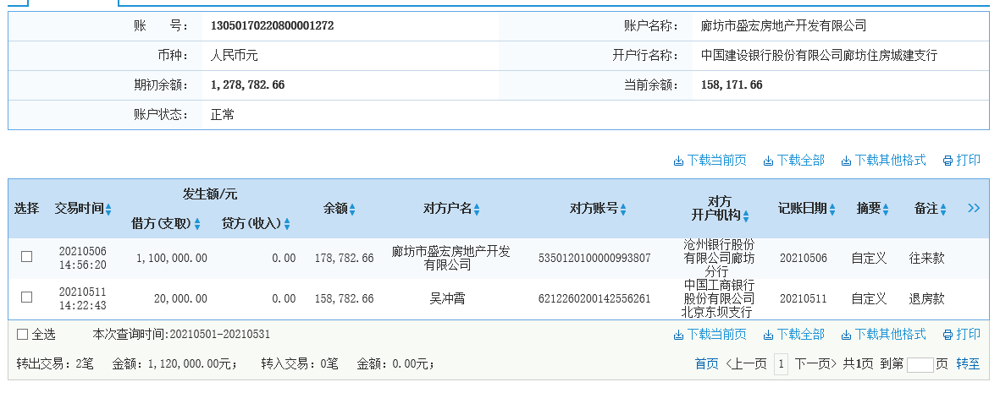 账 号： 13050170220800001272 账户名称： 廊坊市盛宏房地产开发有限公司
币种： 人民币元 开户行名称： 中国建设银行股份有限公司廊坊住房城建支行
期初余额： 1,278,782.66 当前余额： 158,171.66
账户状态： 正常
下载当前页 下载全部 下载其他格式 打印
选择 交易时间 发生额/元 余额 对方户名 对方账号 对方 开户机构 记账日期 摘要 备注 >>
借方(支取) 贷方(收入)
20210506 14:56:20 1,100,000.00 0.00 178,782.66 廊坊市盛宏房地产开发有限公司 5350120100000993807 沧州银行股份有限公司廊坊分行 20210506 自定义 往来款
20210511 14:22:43 20,000.00 0.00 158,782.66 吴冲霄 6212260200142556261 中国工商银行股份有限公司北京东坝支行 20210511 自定义 退房款
全选 本次查询时间:20210501-20210531 下载当前页 下载全部 下载其他格式 打印
转出交易：2笔 金额：1,120,000.00元； 转入交易：0笔 金额：0.00元； 首页 <上一页 1 下一页> 共1页 到第 页 转至